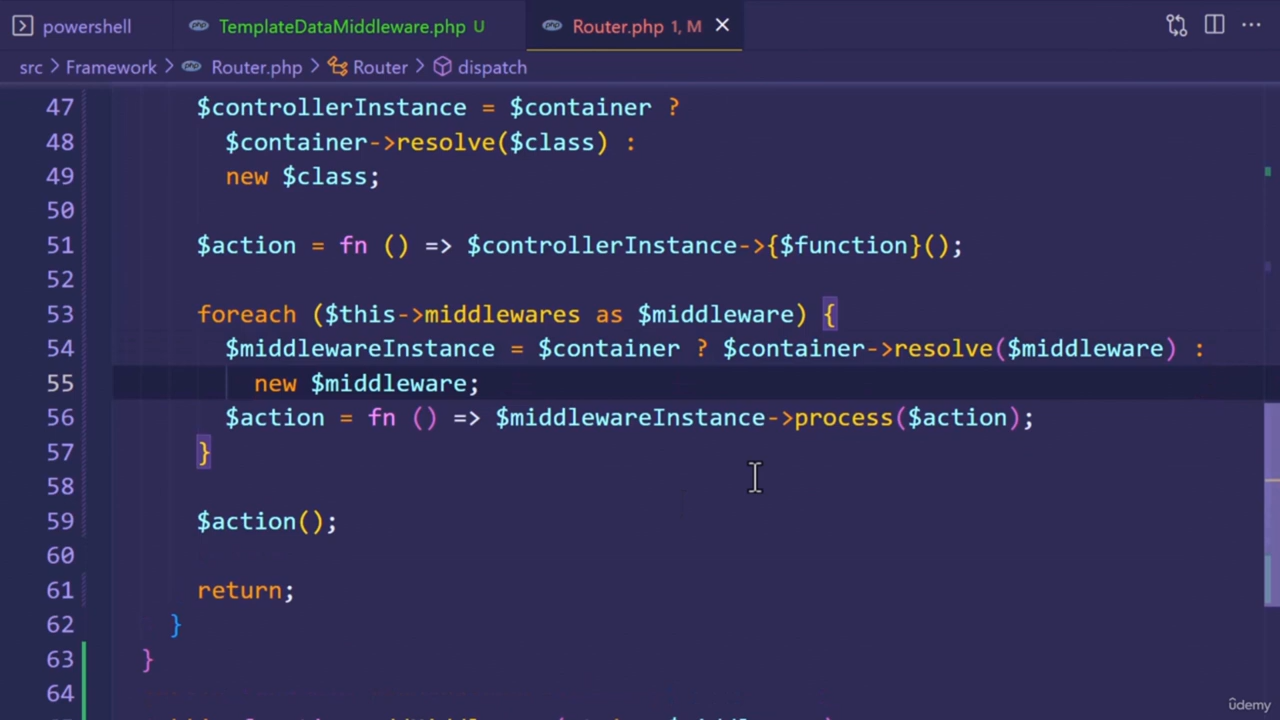 powershell TemplateDataMiddleware.php U Router.php 1, M
src > Framework > Router.php > Router > dispatch
47 $controllerInstance = $container ?
48 $container->resolve($class) :
49 new $class;
50
51 $action = fn () => $controllerInstance->{$function}();
52
53 foreach ($this->middlewares as $middleware) {
54 $middlewareInstance = $container ? $container->resolve($middleware) :
55 new $middleware;
56 $action = fn () => $middlewareInstance->process($action);
57 }
58
59 $action();
60
61 return;
62 }
63 }
64
ûdemy